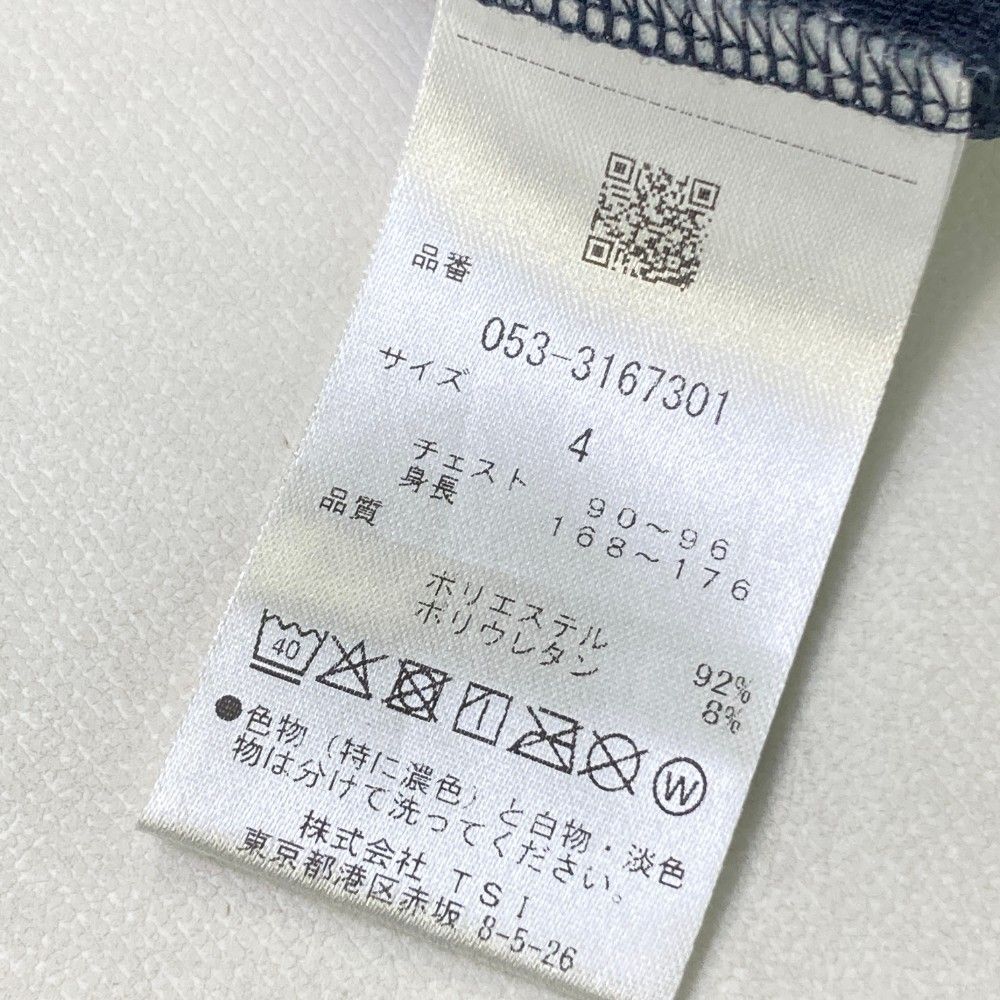 品番
053-3167301
サイズ
4
チェスト 90～96
身長 168～176
品質
ポリエステル 92%
ポリウレタン 8%
40
W
●色物（特に濃色）と白物・淡色
物は分けて洗ってください。
株式会社 TSI
東京都港区赤坂 8-5-26